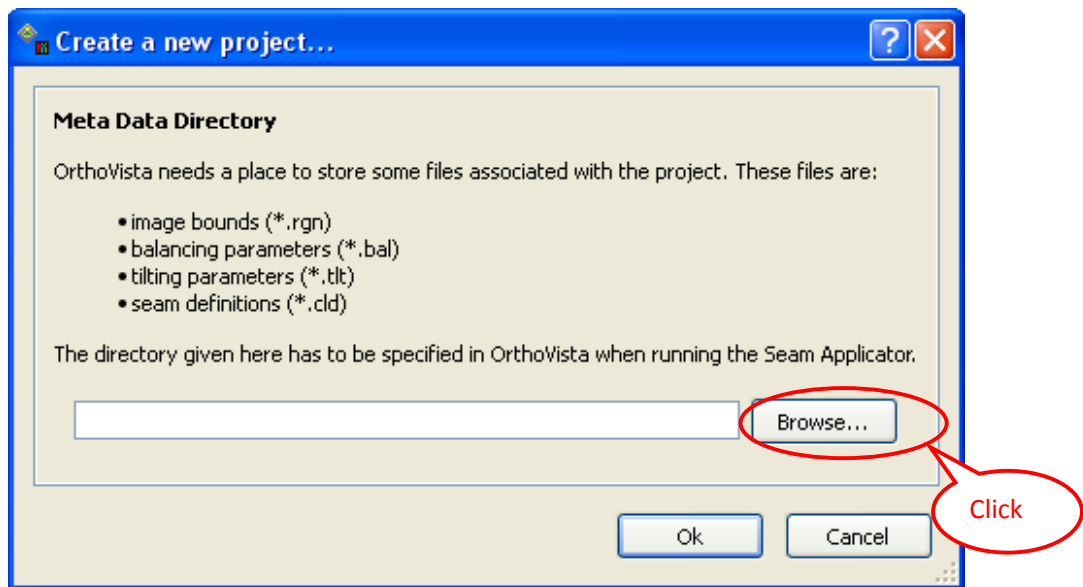 Create a new project...
Meta Data Directory
OrthoVista needs a place to store some files associated with the project. These files are:
• image bounds (*.rgn)
• balancing parameters (*.bal)
• tilting parameters (*.tlt)
• seam definitions (*.cld)
The directory given here has to be specified in OrthoVista when running the Seam Applicator.
Browse...
Click
Ok
Cancel